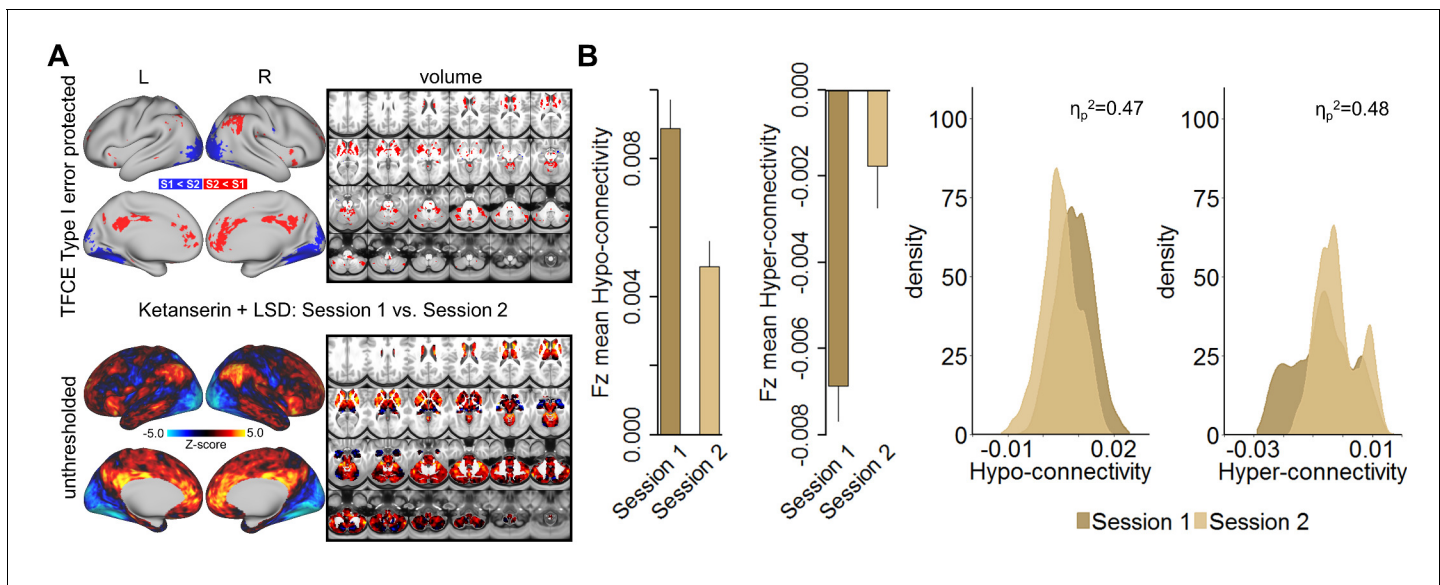 A
B
L
R
volume
TFCE Type I error protected
S1 < S2
S2 < S1
Ketanserin + LSD: Session 1 vs. Session 2
unthresholded
-5.0
5.0
Z-score
Fz mean Hypo-connectivity
0.008
0.004
0.000
Session 1
Session 2
Fz mean Hyper-connectivity
0.000
-0.002
-0.004
-0.006
-0.008
Session 1
Session 2
ηp²=0.47
density
100
75
50
25
0
-0.01
0.02
Hypo-connectivity
ηp²=0.48
density
100
75
50
25
0
-0.03
0.01
Hyper-connectivity
Session 1
Session 2